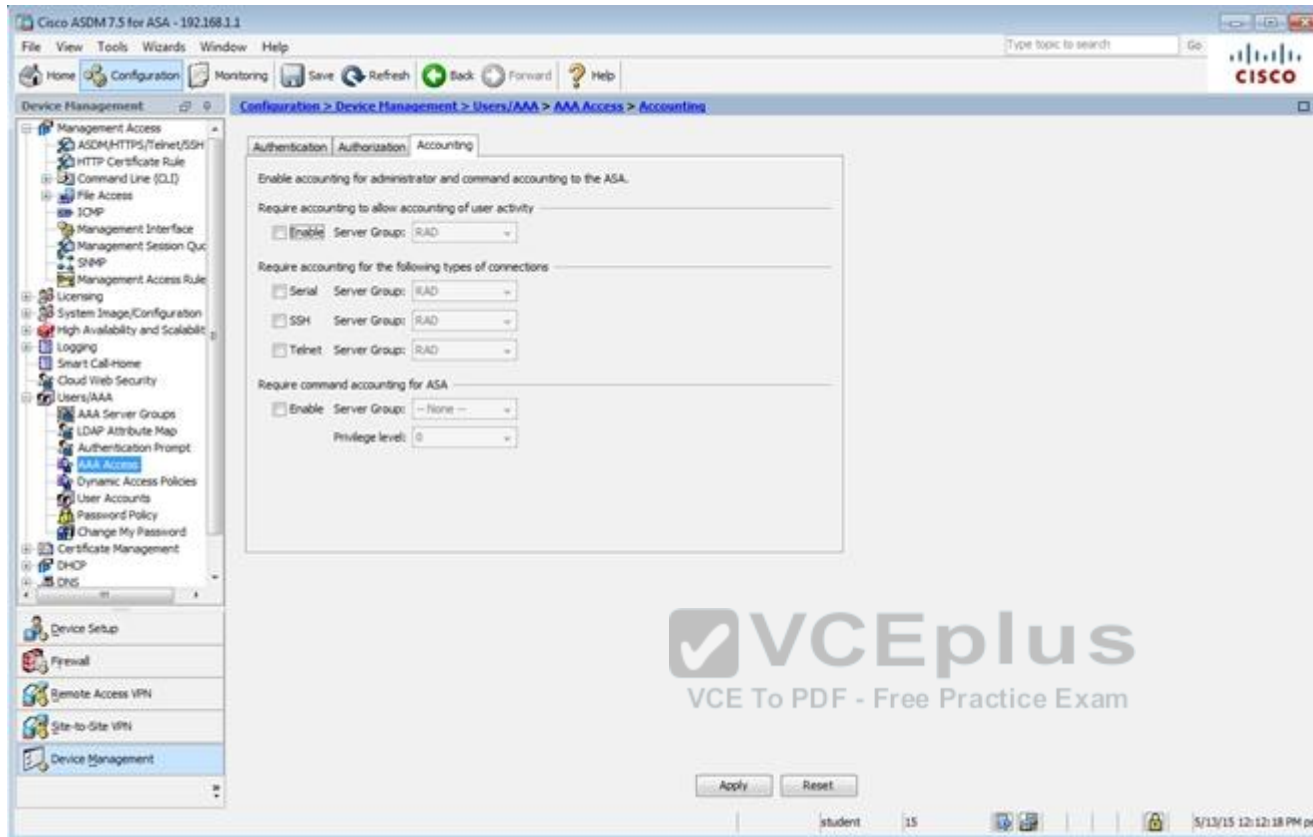 Cisco ASDM 7.5 for ASA - 192.168.1.1
File View Tools Wizards Window Help
Type topic to search Go
CISCO
Home Configuration Monitoring Save Refresh Back Forward Help
Device Management
Configuration > Device Management > Users/AAA > AAA Access > Accounting
Management Access
ASDM/HTTPS/Telnet/SSH
HTTP Certificate Rule
Command Line (CLI)
File Access
ICMP
Management Interface
Management Session Quo
SNMP
Management Access Rule
Licensing
System Image/Configuration
High Availability and Scalabilit
Logging
Smart Call-Home
Cloud Web Security
Users/AAA
AAA Server Groups
LDAP Attribute Map
Authentication Prompt
AAA Access
Dynamic Access Policies
User Accounts
Password Policy
Change My Password
Certificate Management
DHCP
DNS
Device Setup
Firewall
Remote Access VPN
Site-to-Site VPN
Device Management
Authentication Authorization Accounting
Enable accounting for administrator and command accounting to the ASA.
Require accounting to allow accounting of user activity
Enable Server Group: RAD
Require accounting for the following types of connections
Serial Server Group: RAD
SSH Server Group: RAD
Telnet Server Group: RAD
Require command accounting for ASA
Enable Server Group: -- None --
Privilege level: 0
VCEplus
VCE To PDF - Free Practice Exam
Apply Reset
student 15 5/13/15 12:12:18 PM